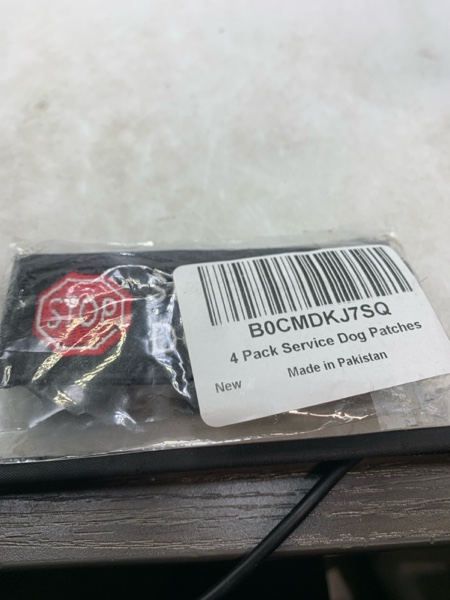 STOP
B0CMDKJ7SQ
4 Pack Service Dog Patches
New
Made in Pakistan